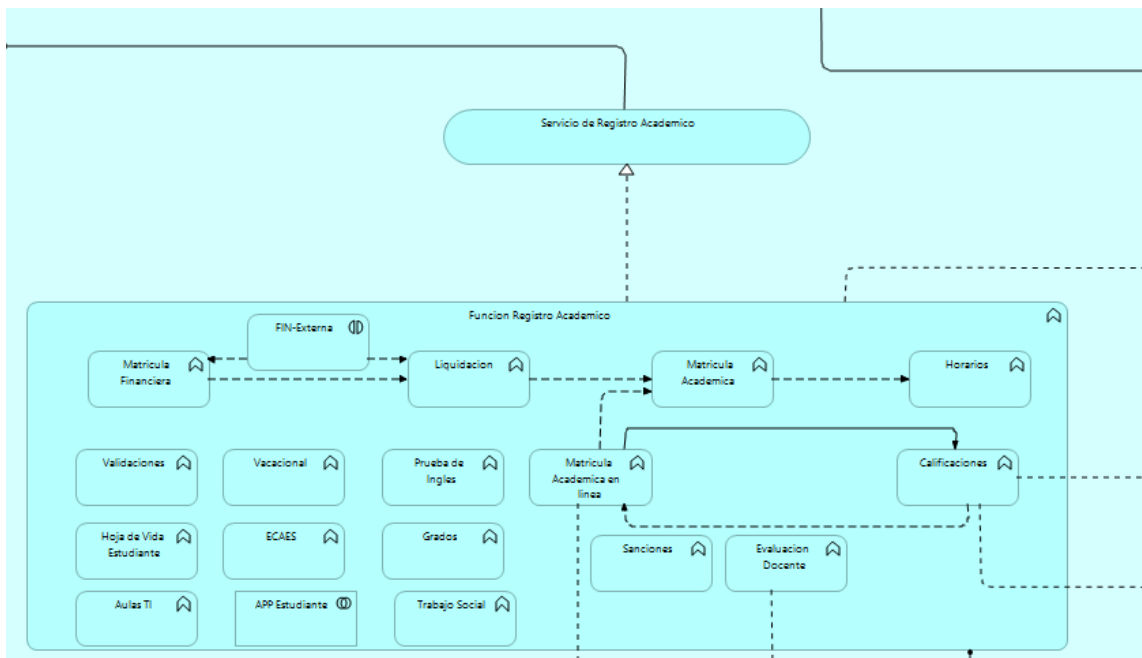 Servicio de Registro Academico
Funcion Registro Academico
FIN-Externa
Matricula
Financiera
Liquidacion
Matricula
Academica
Horarios
Validaciones
Vacacional
Prueba de
Ingles
Matricula
Academica en
linea
Calificaciones
Hoja de Vida
Estudiante
ECAES
Grados
Sanciones
Evaluacion
Docente
Aulas TI
APP Estudiante
Trabajo Social